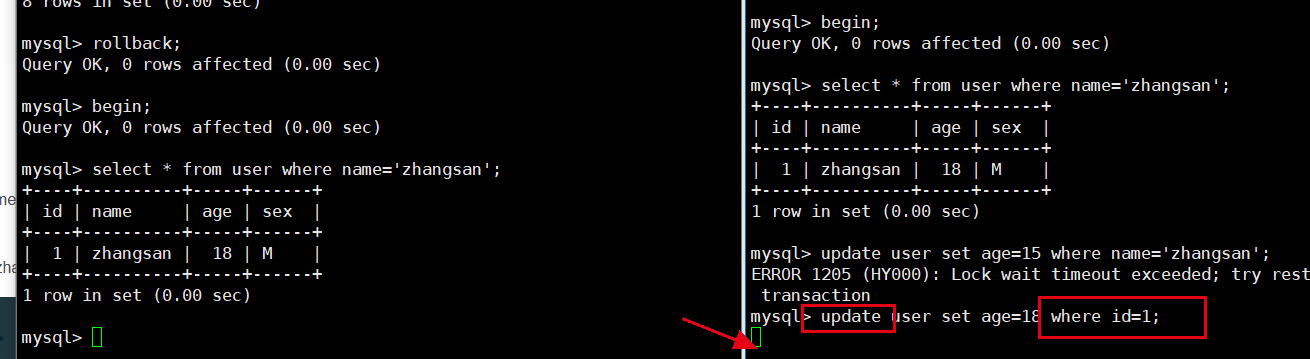 8 rows in set (0.00 sec)
mysql> rollback;
Query OK, 0 rows affected (0.00 sec)
mysql> begin;
Query OK, 0 rows affected (0.00 sec)
mysql> select * from user where name='zhangsan';
+----+----------+-----+------+
| id | name     | age | sex  |
+----+----------+-----+------+
|  1 | zhangsan |  18 | M    |
+----+----------+-----+------+
1 row in set (0.00 sec)
mysql>
mysql> begin;
Query OK, 0 rows affected (0.00 sec)
mysql> select * from user where name='zhangsan';
+----+----------+-----+------+
| id | name     | age | sex  |
+----+----------+-----+------+
|  1 | zhangsan |  18 | M    |
+----+----------+-----+------+
1 row in set (0.00 sec)
mysql> update user set age=15 where name='zhangsan';
ERROR 1205 (HY000): Lock wait timeout exceeded; try rest
transaction
mysql> update user set age=18 where id=1;